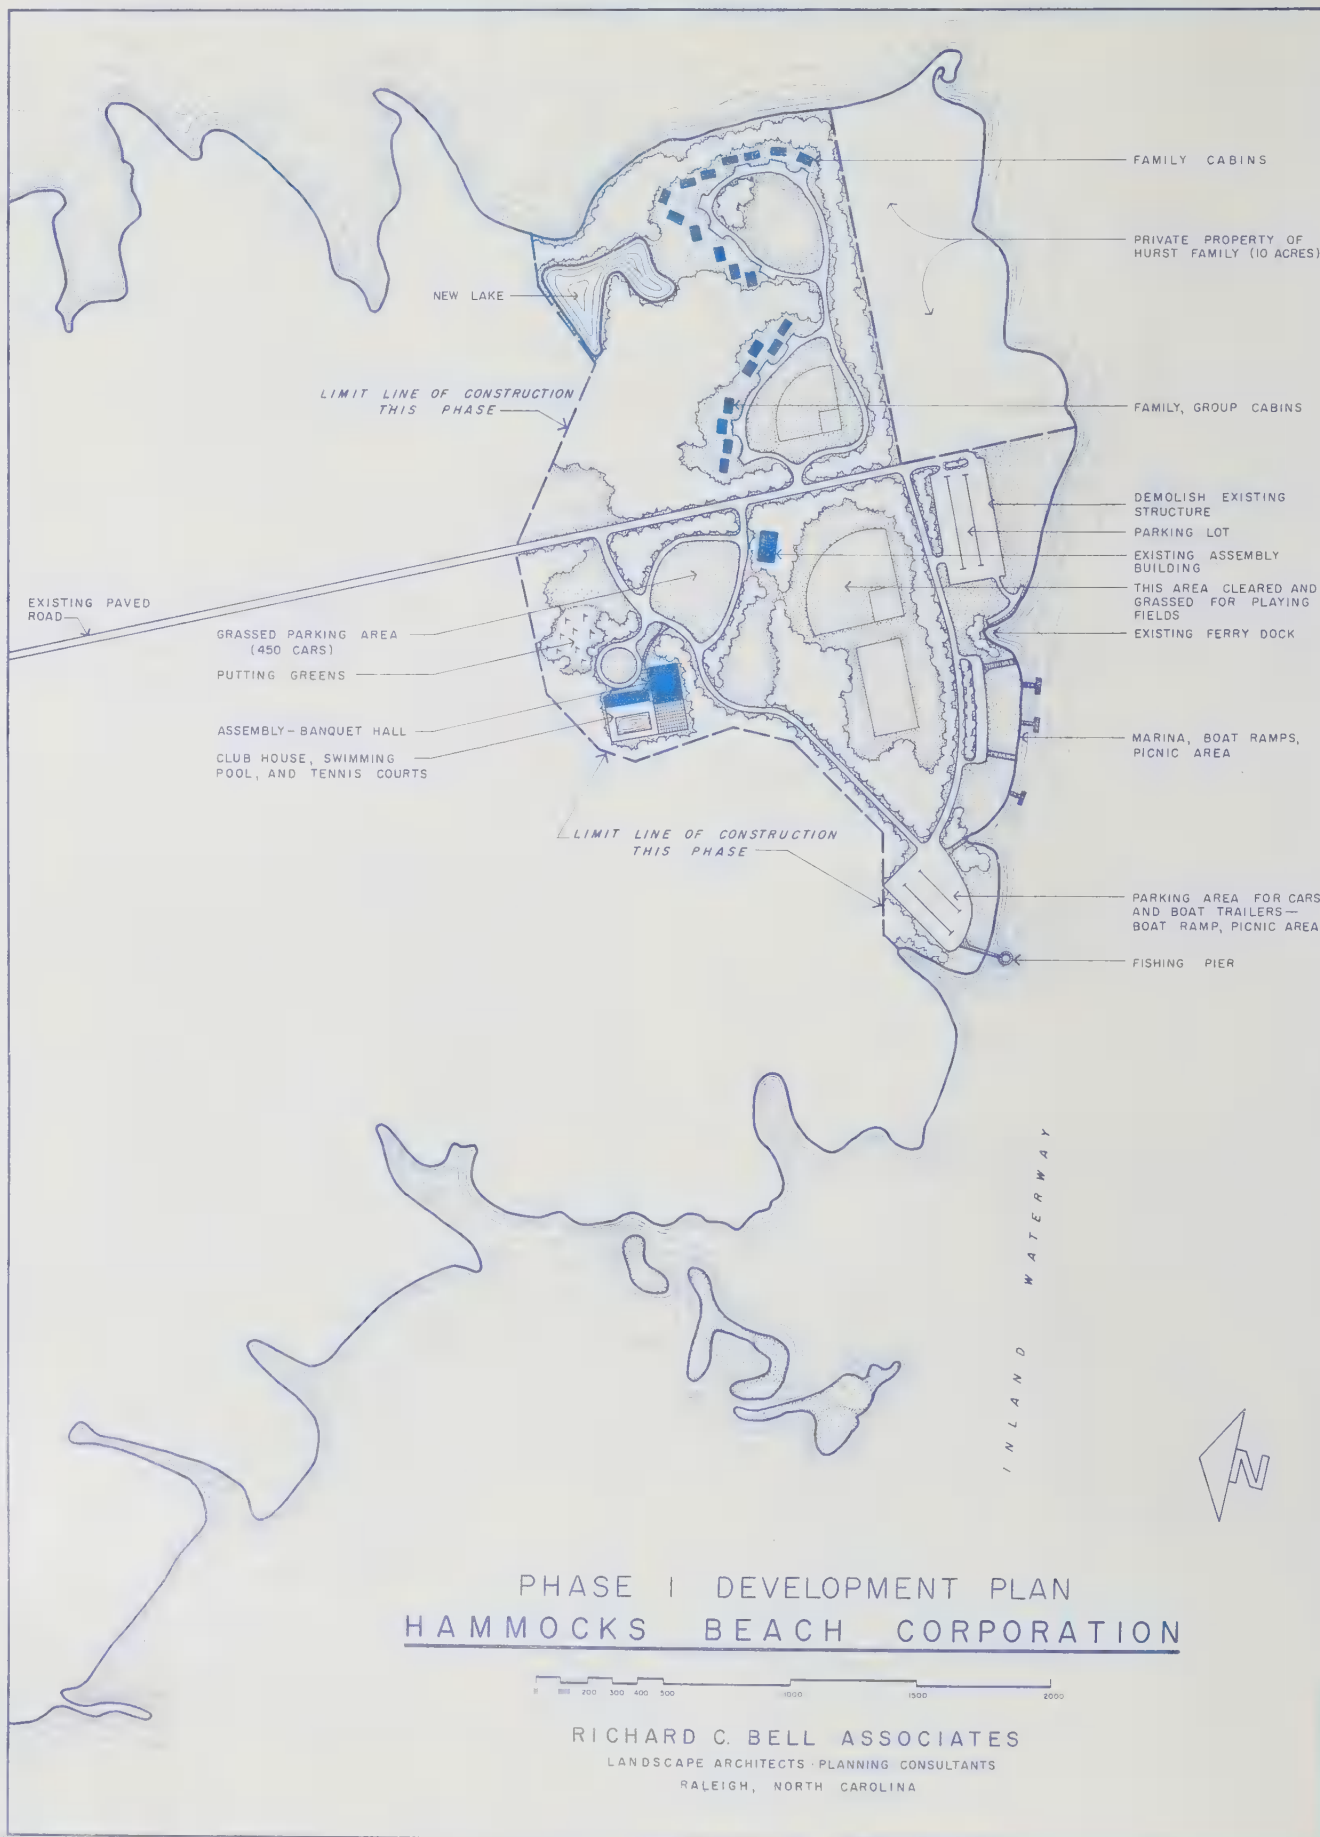 FAMILY CABINS
PRIVATE PROPERTY OF
HURST FAMILY (10 ACRES)
NEW LAKE
LIMIT LINE OF CONSTRUCTION
THIS PHASE
FAMILY, GROUP CABINS
DEMOLISH EXISTING
STRUCTURE
PARKING LOT
EXISTING ASSEMBLY
BUILDING
THIS AREA CLEARED AND
GRASSED FOR PLAYING
FIELDS
EXISTING FERRY DOCK
EXISTING PAVED
ROAD
GRASSED PARKING AREA
(450 CARS)
PUTTING GREENS
ASSEMBLY-BANQUET HALL
CLUB HOUSE, SWIMMING
POOL, AND TENNIS COURTS
MARINA, BOAT RAMPS,
PICNIC AREA
LIMIT LINE OF CONSTRUCTION
THIS PHASE
PARKING AREA FOR CARS
AND BOAT TRAILERS—
BOAT RAMP, PICNIC AREA
FISHING PIER
INLAND WATERWAY
N
PHASE I DEVELOPMENT PLAN
HAMMOCKS BEACH CORPORATION
200 300 400 500 1000 1500 2000
RICHARD C. BELL ASSOCIATES
LANDSCAPE ARCHITECTS · PLANNING CONSULTANTS
RALEIGH, NORTH CAROLINA